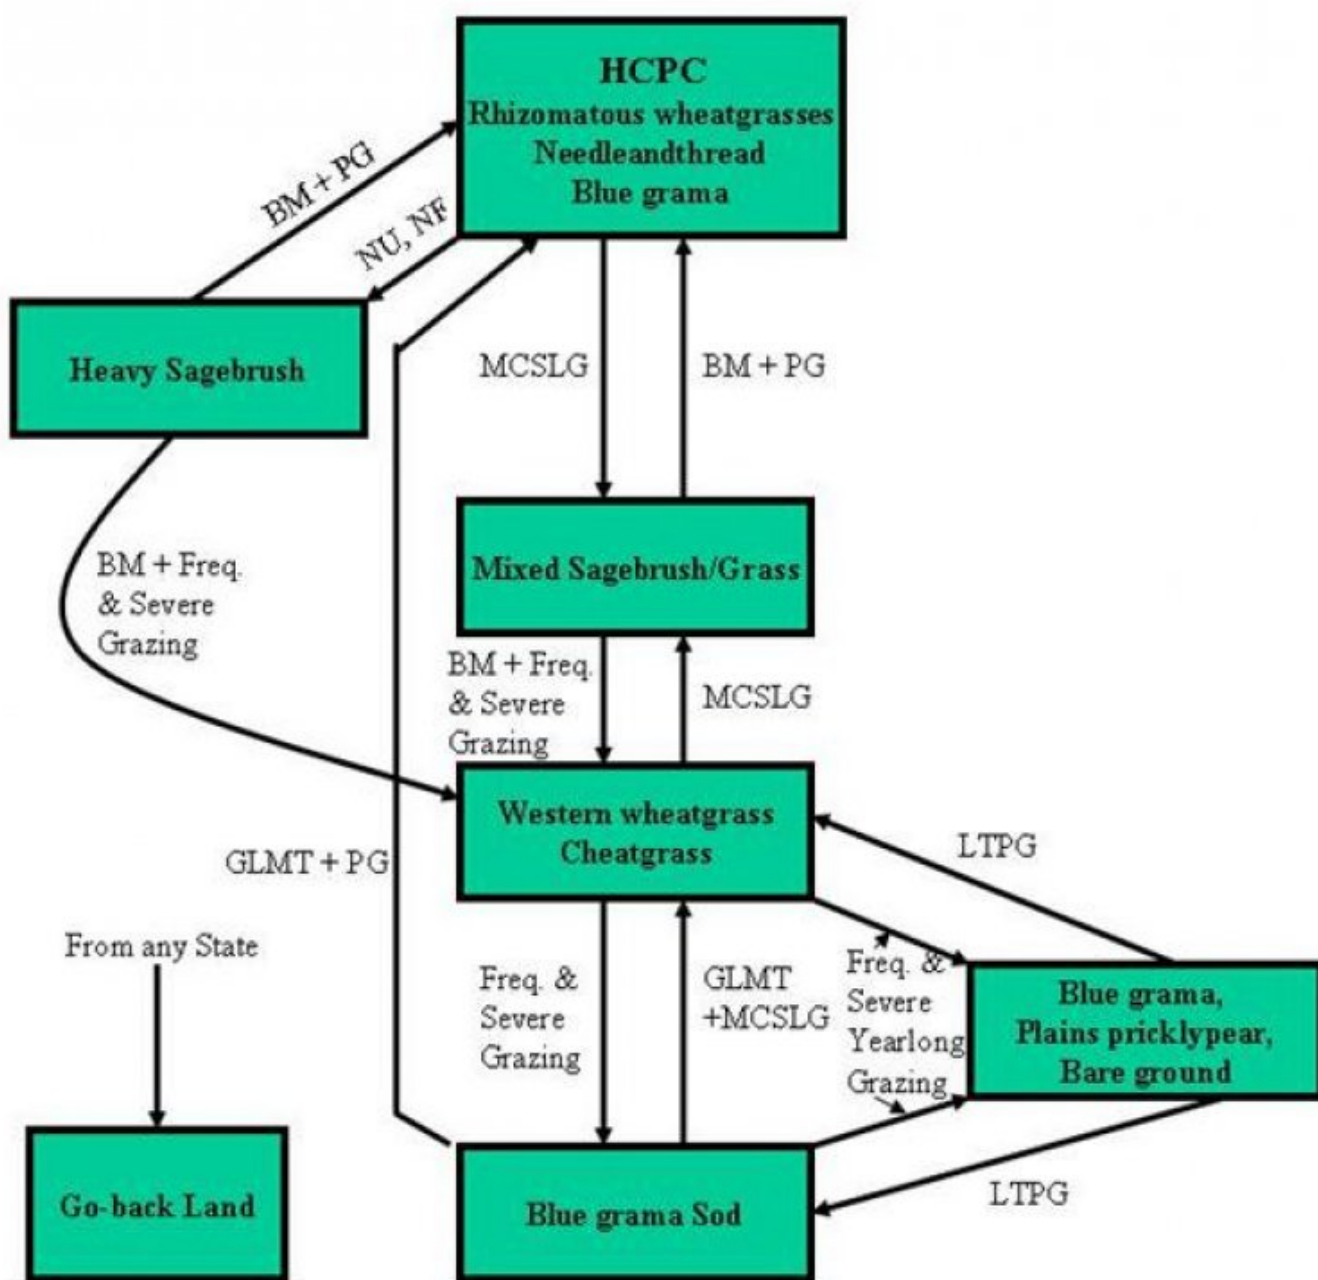 HCPC
Rhizomatous wheatgrasses
Needleandthread
Blue grama
BM + PG
NU, NF
Heavy Sagebrush
MCSLG
BM + PG
BM + Freq.
& Severe
Grazing
Mixed Sagebrush/Grass
BM + Freq.
& Severe
Grazing
MCSLG
Western wheatgrass
Cheatgrass
GLMT + PG
LTPG
From any State
Freq. &
Severe
Grazing
GLMT
+MCSLG
Freq. &
Severe
Yearlong
Grazing
Blue grama,
Plains pricklypear,
Bare ground
Go-back Land
Blue grama Sod
LTPG